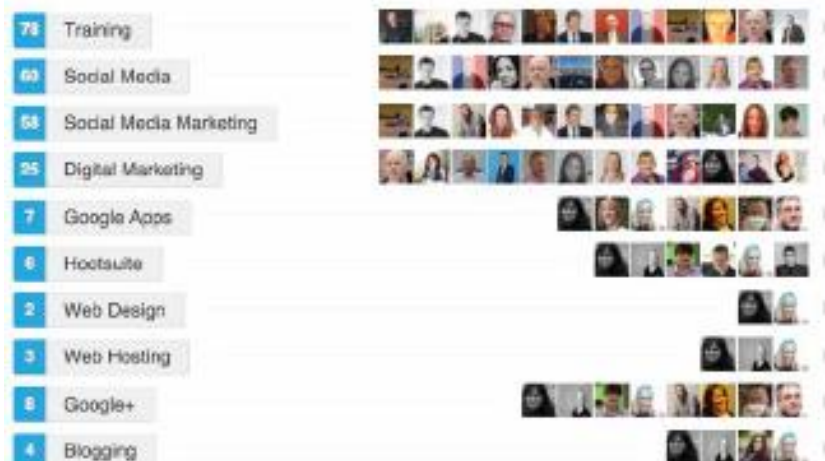 78 Training
60 Social Media
58 Social Media Marketing
25 Digital Marketing
7 Google Apps
6 Hootsuite
2 Web Design
3 Web Hosting
8 Google+
4 Blogging